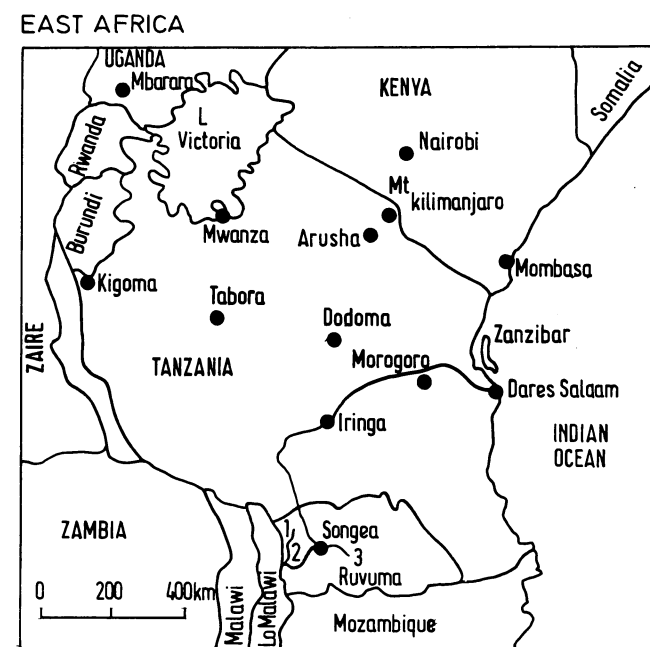 EAST AFRICA
UGANDA
Mbarara
KENYA
Somalia
L
Victoria
Rwanda
Nairobi
Mt
kilimanjaro
Burundi
Mwanza
Arusha
Mombasa
Kigoma
Tabora
Dodoma
Zanzibar
ZAIRE
TANZANIA
Morogoro
Dares Salaam
Iringa
INDIAN
OCEAN
ZAMBIA
1
2
Songea
3
Ruvuma
0 200 400km
Malawi
La Malawi
Mozambique